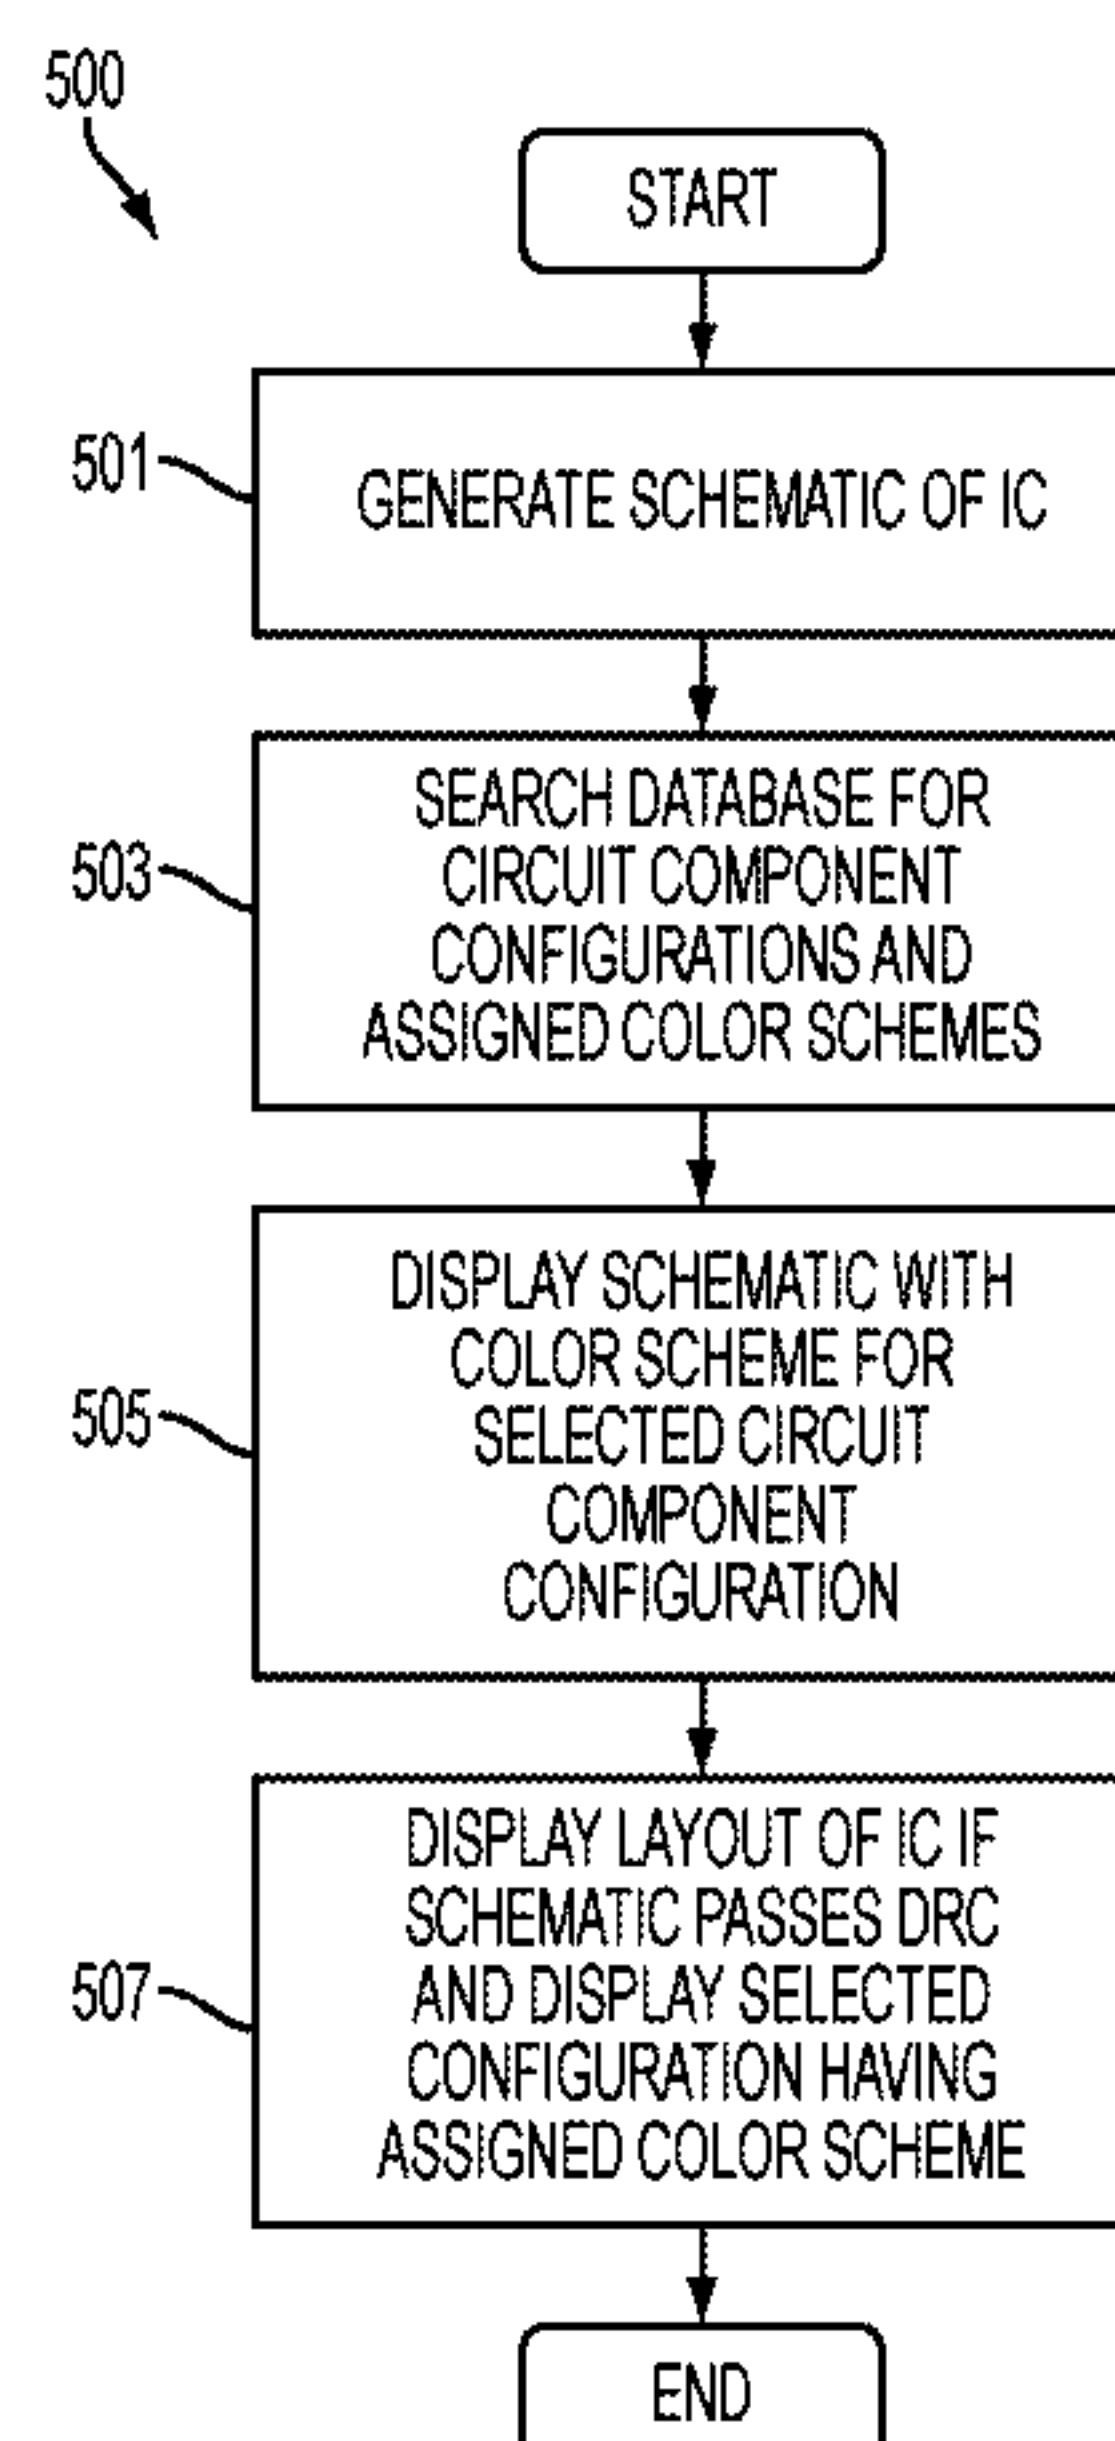 500
START
501
GENERATE SCHEMATIC OF IC
503
SEARCH DATABASE FOR
CIRCUIT COMPONENT
CONFIGURATIONS AND
ASSIGNED COLOR SCHEMES
505
DISPLAY SCHEMATIC WITH
COLOR SCHEME FOR
SELECTED CIRCUIT
COMPONENT
CONFIGURATION
507
DISPLAY LAYOUT OF IC IF
SCHEMATIC PASSES DRC
AND DISPLAY SELECTED
CONFIGURATION HAVING
ASSIGNED COLOR SCHEME
END